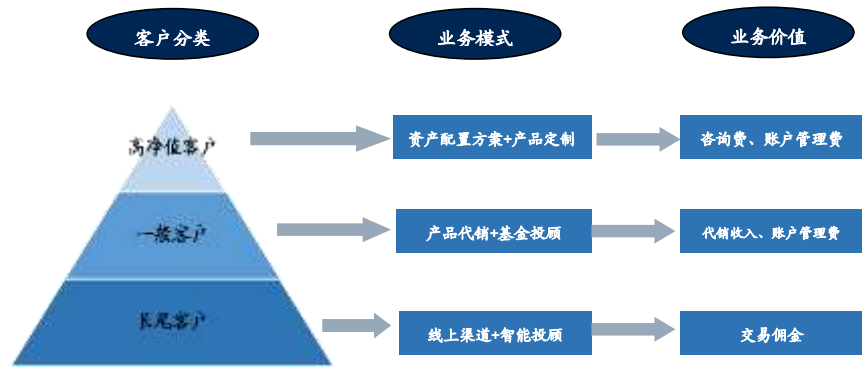 客户分类
业务模式
业务价值
高净值客户
资产配置方案+产品定制
咨询费、账户管理费
一般客户
产品代销+基金投顾
代销收入、账户管理费
长尾客户
线上渠道+智能投顾
交易佣金